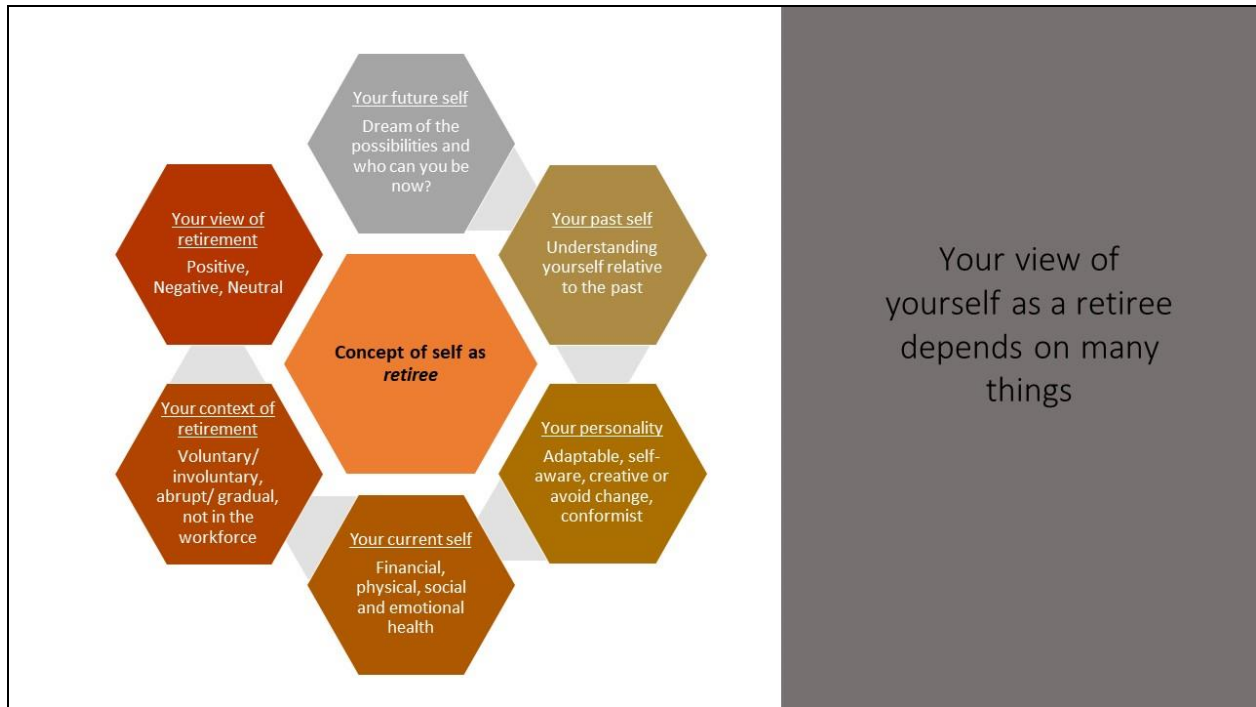 Your future self
Dream of the
possibilities and
who can you be
now?
Your past self
Understanding
yourself relative
to the past
Your personality
Adaptable, self-
aware, creative or
avoid change,
conformist
Your current self
Financial,
physical, social
and emotional
health
Your context of
retirement
Voluntary/
involuntary,
abrupt/ gradual,
not in the
workforce
Your view of
retirement
Positive,
Negative, Neutral
Concept of self as
retiree
Your view of
yourself as a retiree
depends on many
things